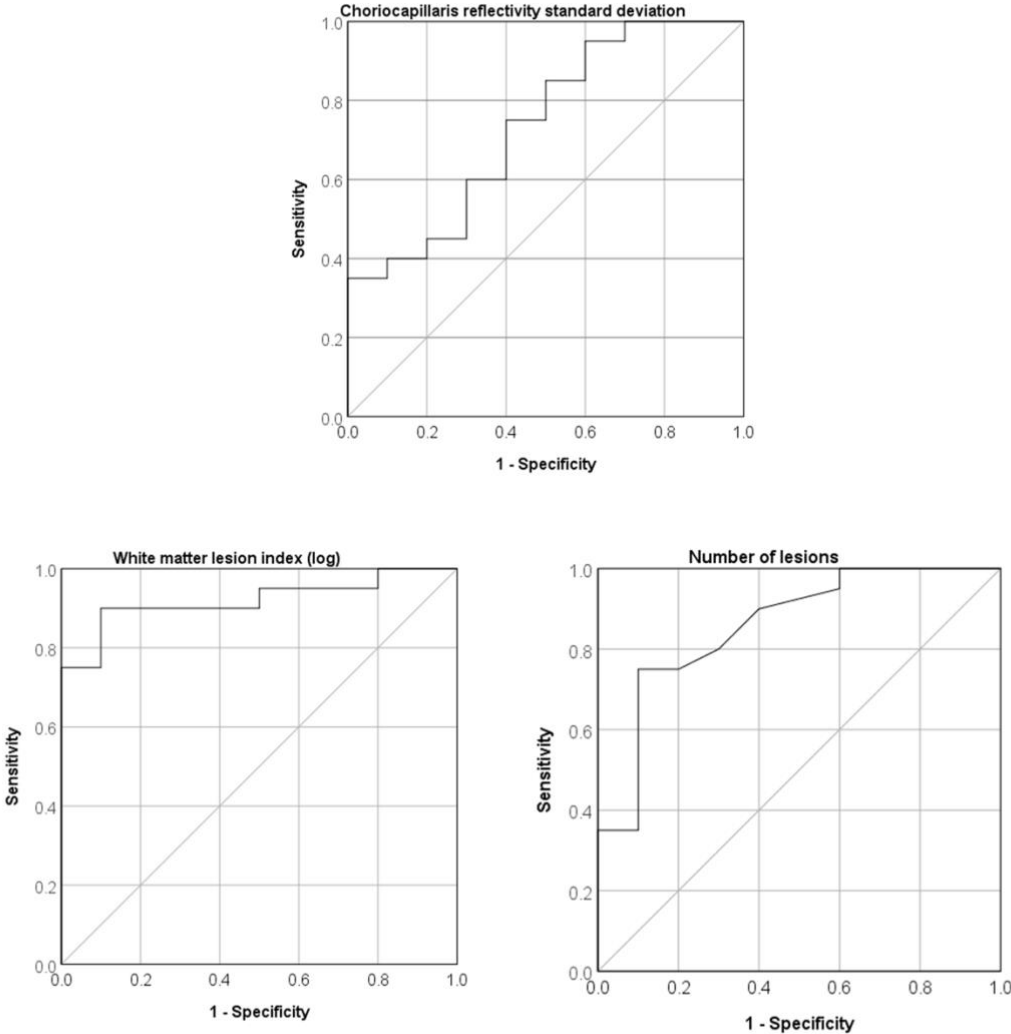 Choriocapillaris reflectivity standard deviation
1.0
0.8
0.6
0.4
0.2
0.0
Sensitivity
0.0 0.2 0.4 0.6 0.8 1.0
1 - Specificity
White matter lesion index (log)
1.0
0.8
0.6
0.4
0.2
0.0
Sensitivity
0.0 0.2 0.4 0.6 0.8 1.0
1 - Specificity
Number of lesions
1.0
0.8
0.6
0.4
0.2
0.0
Sensitivity
0.0 0.2 0.4 0.6 0.8 1.0
1 - Specificity